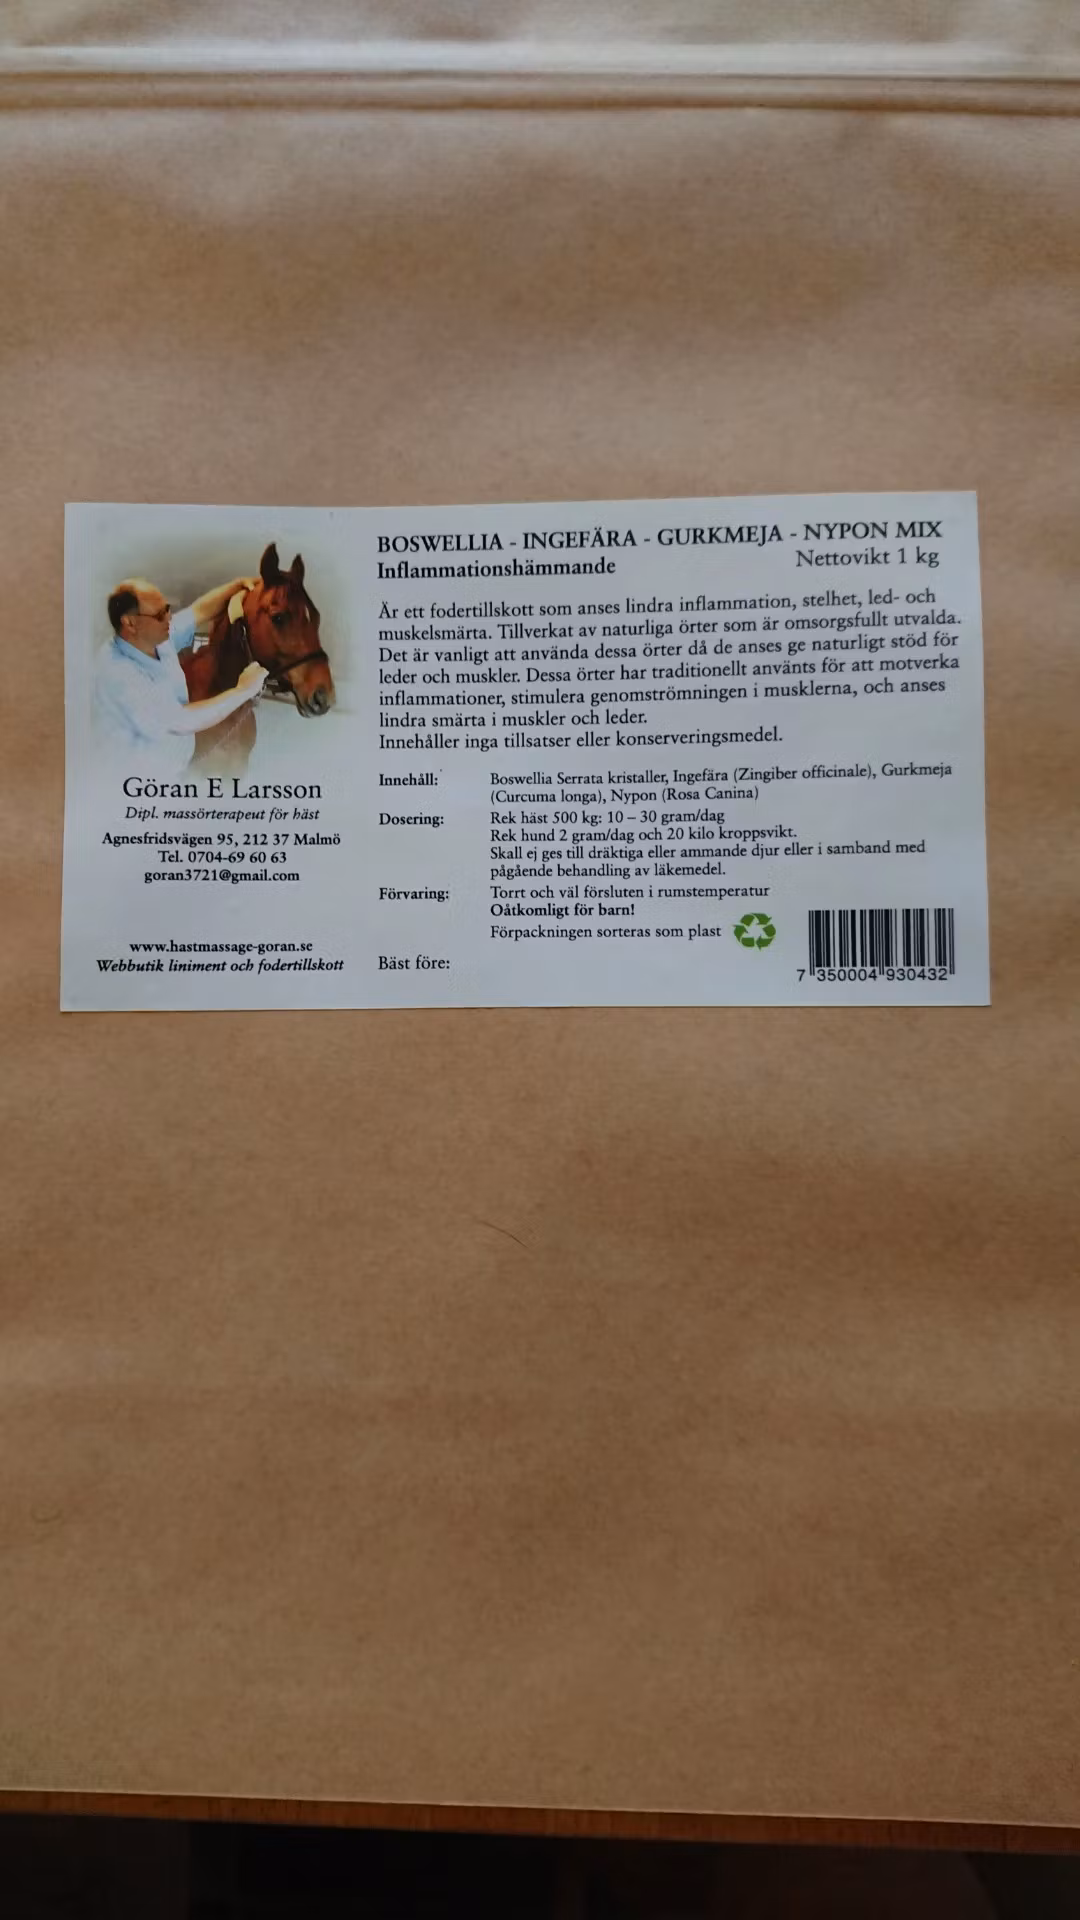 BOSWELLIA - INGEFÄRA - GURKMEJA - NYPON MIX
Inflammationshämmande
Nettovikt 1 kg
Är ett fodertillskott som anses lindra inflammation, stelhet, led- och
muskelsmärta. Tillverkat av naturliga örter som är omsorgsfullt utvalda.
Det är vanligt att använda dessa örter då de anses ge naturligt stöd för
leder och muskler. Dessa örter har traditionellt använts för att motverka
inflammationer, stimulera genomströmningen i musklerna, och anses
lindra smärta i muskler och leder.
Innehåller inga tillsatser eller konserveringsmedel.
Innehåll: Boswellia Serrata kristaller, Ingefära (Zingiber officinale), Gurkmeja
(Curcuma longa), Nypon (Rosa Canina)
Dosering: Rek häst 500 kg: 10 – 30 gram/dag
Rek hund 2 gram/dag och 20 kilo kroppsvikt.
Skall ej ges till dräktiga eller ammande djur eller i samband med
pågående behandling av läkemedel.
Förvaring: Torrt och väl försluten i rumstemperatur
Oåtkomligt för barn!
Förpackningen sorteras som plast
Bäst före:
7 350004 930432
Göran E Larsson
Dipl. massörterapeut för häst
Agnesfridsvägen 95, 212 37 Malmö
Tel. 0704-69 60 63
goran3721@gmail.com
www.hastmassage-goran.se
Webbutik liniment och fodertillskott